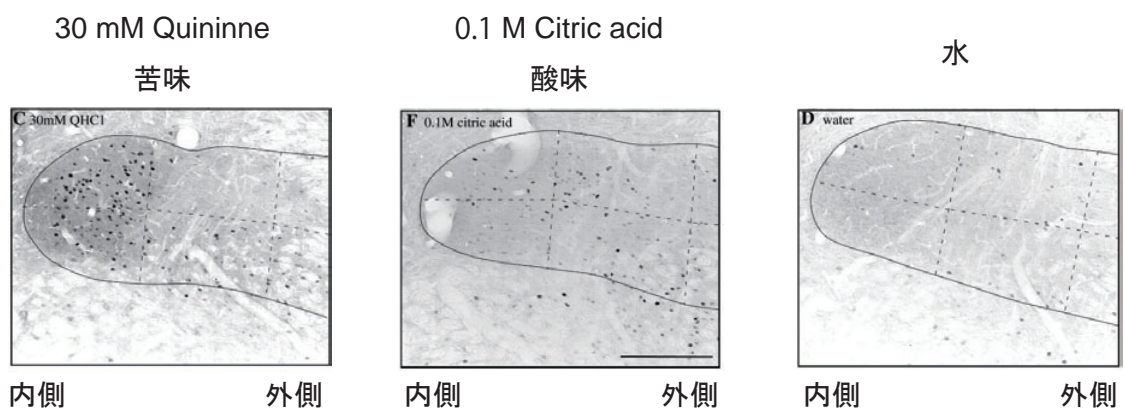 30 mM Quininne
苦味
0.1 M Citric acid
酸味
水
C 30mM QHCl
F 0.1M citric acid
D water
内側 外側
内側 外側
内側 外側